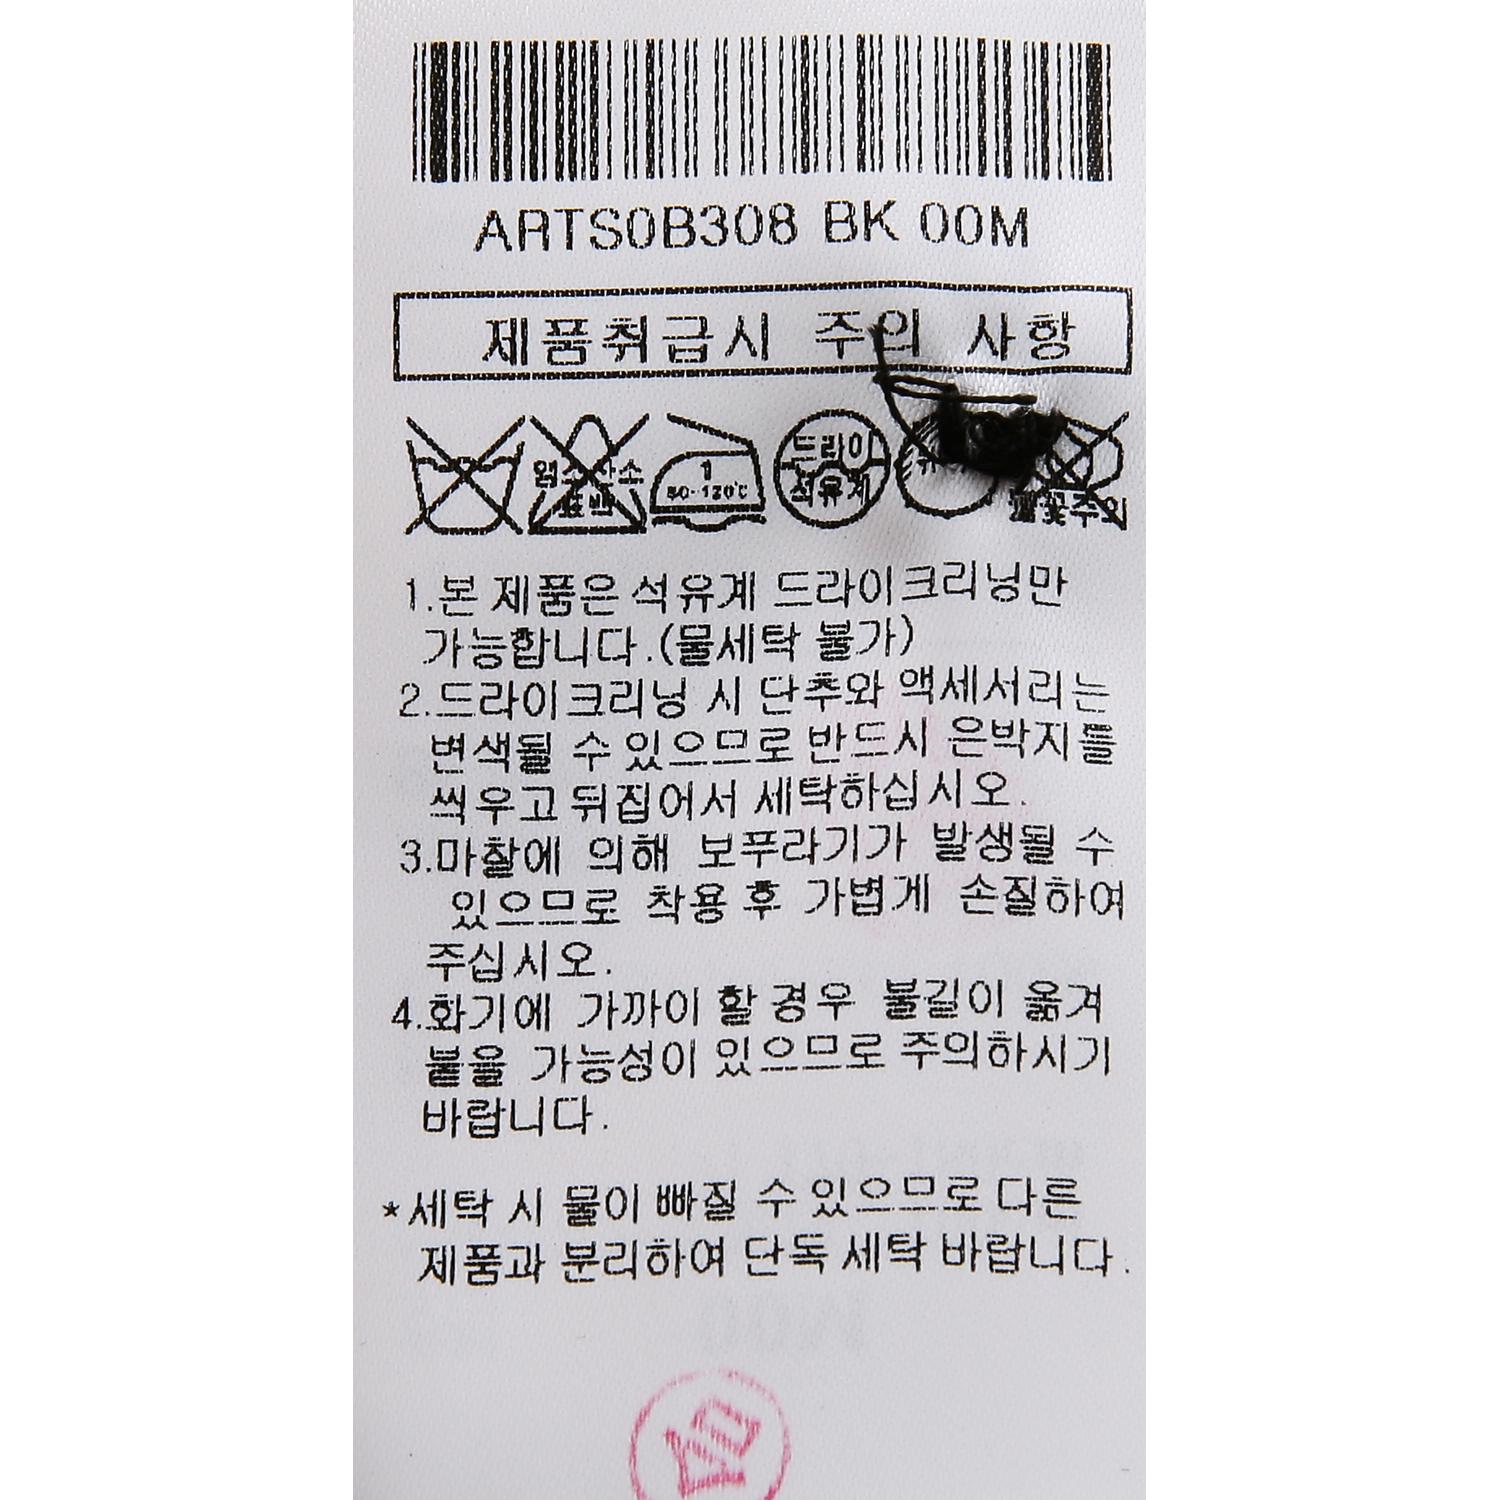 ARTS0B308 BK 00M
제품취급시 주의 사항
염소산소
표백
1
80~120℃
드라이
석유계
불꽃주의
1.본 제품은 석유계 드라이크리닝만
가능합니다.(물세탁 불가)
2.드라이크리닝 시 단추와 액세서리는
변색될 수 있으므로 반드시 은박지를
씌우고 뒤집어서 세탁하십시오.
3.마찰에 의해 보푸라기가 발생될 수
있으므로 착용 후 가볍게 손질하여
주십시오.
4.화기에 가까이 할 경우 불길이 옮겨
붙을 가능성이 있으므로 주의하시기
바랍니다.
*세탁 시 물이 빠질 수 있으므로 다른
제품과 분리하여 단독 세탁 바랍니다.